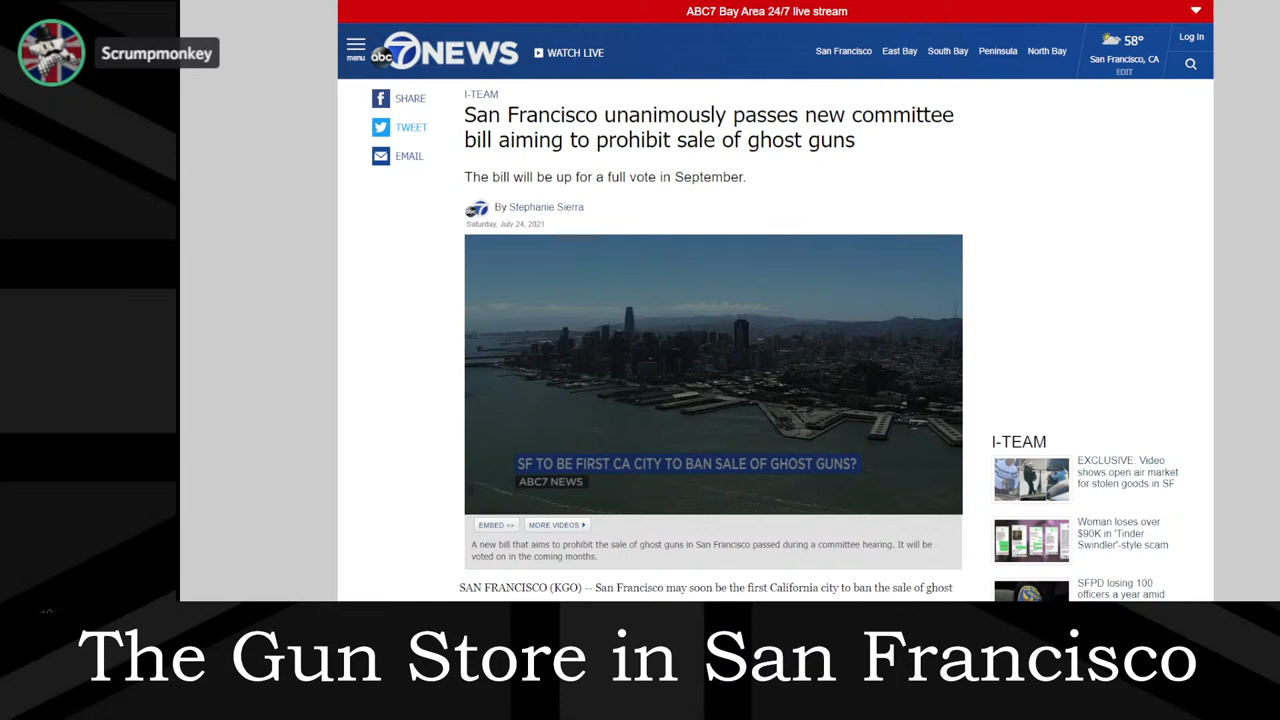 ABC7 Bay Area 24/7 live stream
Scrumpmonkey
menu
abc 7 NEWS
WATCH LIVE
San Francisco East Bay South Bay Peninsula North Bay
58°
San Francisco, CA
EDIT
Log In
SHARE
TWEET
EMAIL
I-TEAM
San Francisco unanimously passes new committee
bill aiming to prohibit sale of ghost guns
The bill will be up for a full vote in September.
By Stephanie Sierra
Saturday, July 24, 2021
SF TO BE FIRST CA CITY TO BAN SALE OF GHOST GUNS?
ABC7 NEWS
EMBED <>
MORE VIDEOS
A new bill that aims to prohibit the sale of ghost guns in San Francisco passed during a committee hearing. It will be
voted on in the coming months.
SAN FRANCISCO (KGO) -- San Francisco may soon be the first California city to ban the sale of ghost
I-TEAM
EXCLUSIVE: Video
shows open air market
for stolen goods in SF
Woman loses over
$90K in 'Tinder
Swindler'-style scam
SFPD losing 100
officers a year amid
The Gun Store in San Francisco